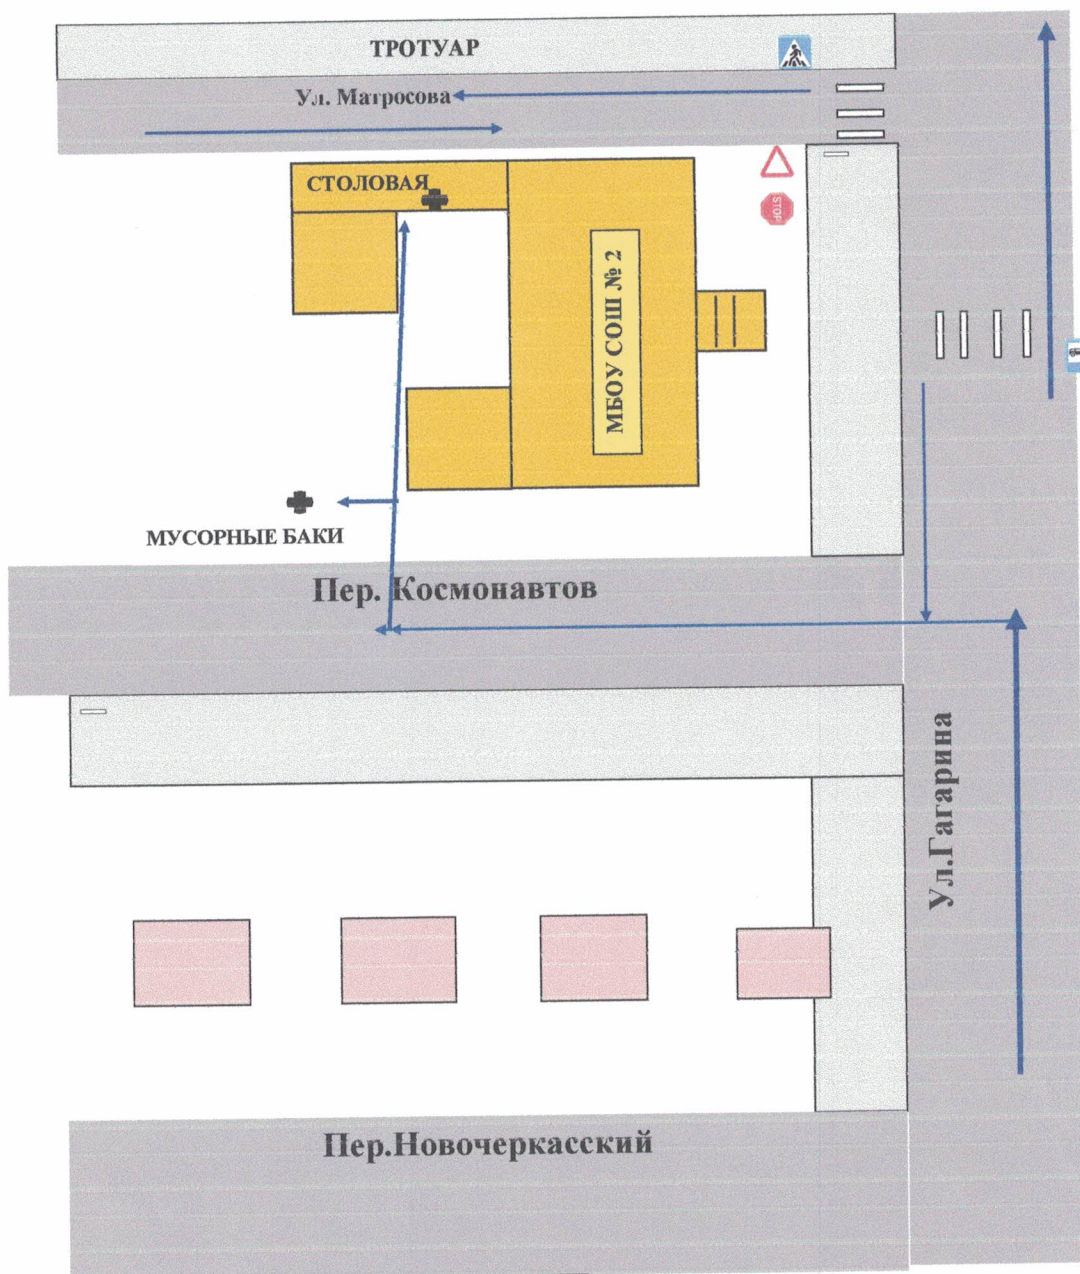 ТРОТУАР
Ул. Матросова
СТОЛОВАЯ
STOP
МБОУ СОШ № 2
МУСОРНЫЕ БАКИ
Пер. Космонавтов
Ул.Гагарина
Пер.Новочеркасский